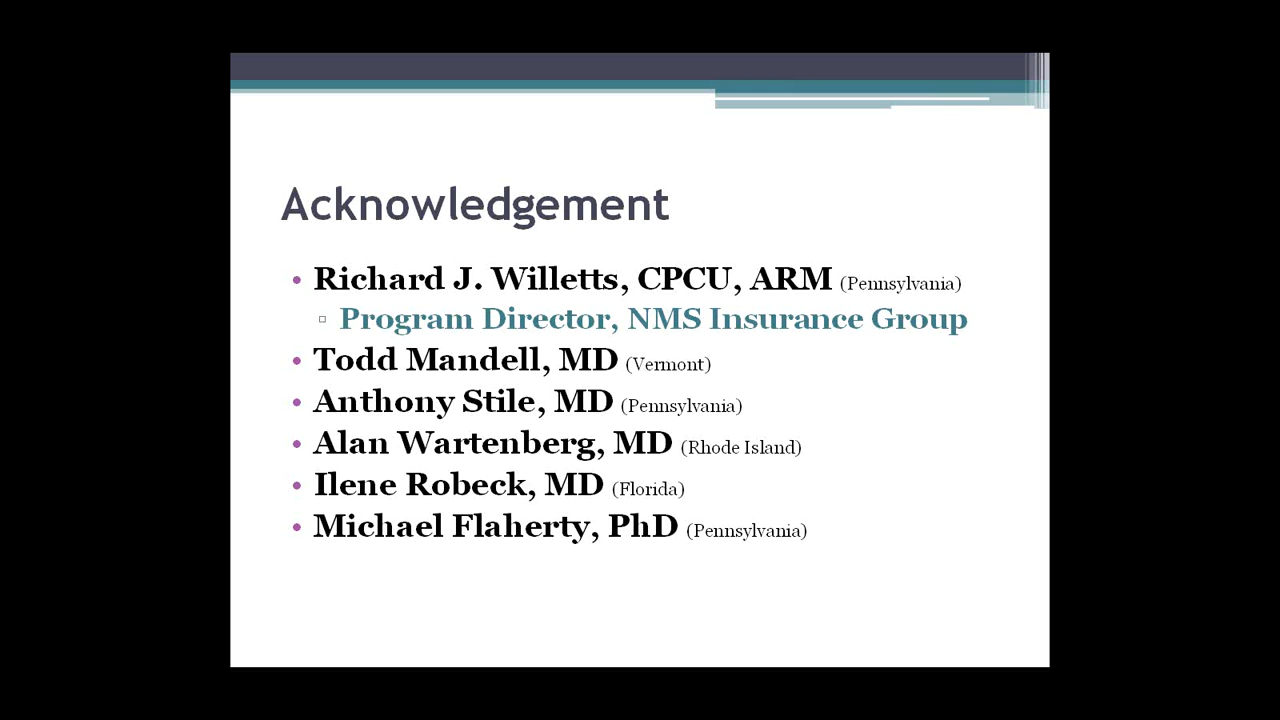 Acknowledgement
• Richard J. Willetts, CPCU, ARM (Pennsylvania)
▫ Program Director, NMS Insurance Group
• Todd Mandell, MD (Vermont)
• Anthony Stile, MD (Pennsylvania)
• Alan Wartenberg, MD (Rhode Island)
• Ilene Robeck, MD (Florida)
• Michael Flaherty, PhD (Pennsylvania)